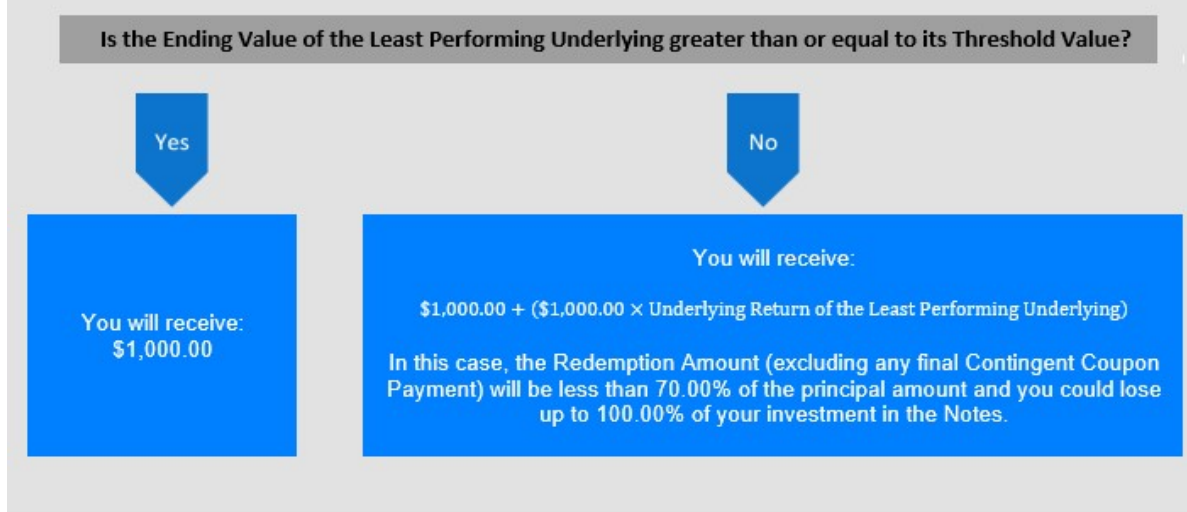 Is the Ending Value of the Least Performing Underlying greater than or equal to its Threshold Value?
Yes
No
You will receive:
$1,000.00
You will receive:
$1,000.00 + ($1,000.00 × Underlying Return of the Least Performing Underlying)
In this case, the Redemption Amount (excluding any final Contingent Coupon
Payment) will be less than 70.00% of the principal amount and you could lose
up to 100.00% of your investment in the Notes.